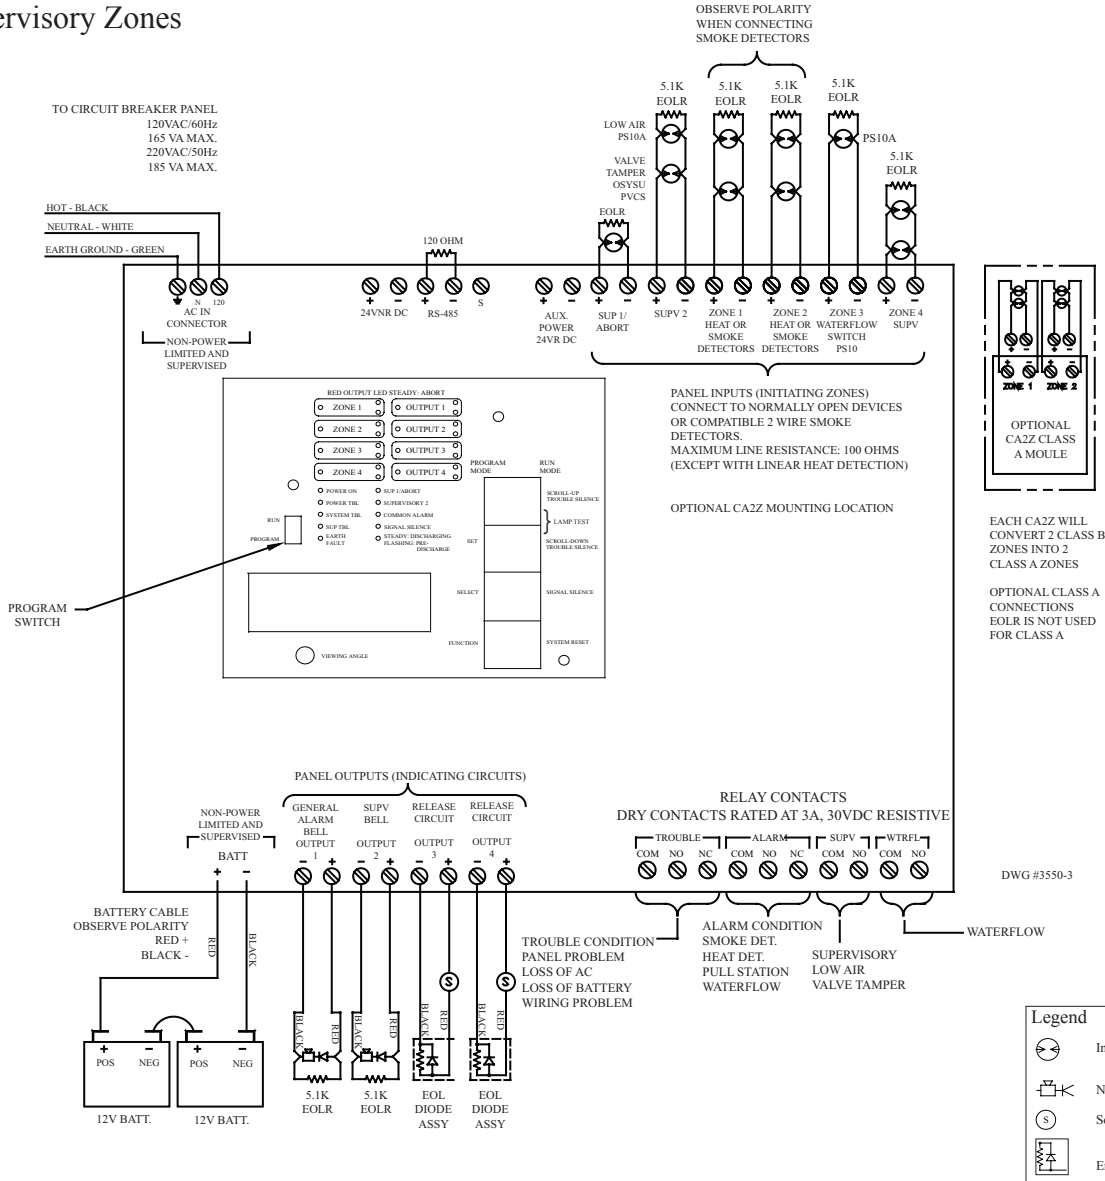 ervisory Zones
OBSERVE POLARITY
WHEN CONNECTING
SMOKE DETECTORS
5.1K
EOLR
5.1K
EOLR
5.1K
EOLR
5.1K
EOLR
TO CIRCUIT BREAKER PANEL
120VAC/60Hz
165 VA MAX.
220VAC/50Hz
185 VA MAX.
LOW AIR
PS10A
PS10A
VALVE
TAMPER
OSYSU
PVCS
5.1K
EOLR
EOLR
HOT - BLACK
NEUTRAL - WHITE
EARTH GROUND - GREEN
120 OHM
N
120
AC IN
CONNECTOR
NON-POWER
LIMITED AND
SUPERVISED
+ -
24VNR DC
+ -
RS-485
S
+ -
AUX.
POWER
24VR DC
+ -
SUP 1/
ABORT
+ -
SUPV 2
+ -
ZONE 1
HEAT OR
SMOKE
DETECTORS
+ -
ZONE 2
HEAT OR
SMOKE
DETECTORS
+ -
ZONE 3
WATERFLOW
SWITCH
PS10
+ -
ZONE 4
SUPV
+ - + -
+ - + -
ZONE 1 ZONE 2
OPTIONAL
CA2Z CLASS
A MOULE
EACH CA2Z WILL
CONVERT 2 CLASS B
ZONES INTO 2
CLASS A ZONES
OPTIONAL CLASS A
CONNECTIONS
EOLR IS NOT USED
FOR CLASS A
PANEL INPUTS (INITIATING ZONES)
CONNECT TO NORMALLY OPEN DEVICES
OR COMPATIBLE 2 WIRE SMOKE
DETECTORS.
MAXIMUM LINE RESISTANCE: 100 OHMS
(EXCEPT WITH LINEAR HEAT DETECTION)
OPTIONAL CA2Z MOUNTING LOCATION
RED OUTPUT LED STEADY: ABORT
ZONE 1 OUTPUT 1
ZONE 2 OUTPUT 2
ZONE 3 OUTPUT 3
ZONE 4 OUTPUT 4
POWER ON SUP 1/ABORT
POWER TBL SUPERVISORY 2
SYSTEM TBL COMMON ALARM
SUP TBL SIGNAL SILENCE
EARTH
FAULT
STEADY: DISCHARGING
FLASHING: PRE-
DISCHARGE
RUN
PROGRAM
PROGRAM
MODE
RUN
MODE
SCROLL-UP
TROUBLE SILENCE
LAMP TEST
SET
SCROLL-DOWN
TROUBLE SILENCE
SELECT
SIGNAL SILENCE
FUNCTION
SYSTEM RESET
VIEWING ANGLE
PROGRAM
SWITCH
PANEL OUTPUTS (INDICATING CIRCUITS)
NON-POWER
LIMITED AND
SUPERVISED
BATT
+ -
GENERAL
ALARM
BELL
OUTPUT
1
- +
SUPV
BELL
OUTPUT
2
- +
RELEASE
CIRCUIT
OUTPUT
3
- +
RELEASE
CIRCUIT
OUTPUT
4
- +
RELAY CONTACTS
DRY CONTACTS RATED AT 3A, 30VDC RESISTIVE
TROUBLE ALARM SUPV WTRFL
COM NO NC COM NO NC COM NO COM NO
DWG #3550-3
BATTERY CABLE
OBSERVE POLARITY
RED +
BLACK -
RED
BLACK
TROUBLE CONDITION
PANEL PROBLEM
LOSS OF AC
LOSS OF BATTERY
WIRING PROBLEM
ALARM CONDITION
SMOKE DET.
HEAT DET.
PULL STATION
WATERFLOW
SUPERVISORY
LOW AIR
VALVE TAMPER
WATERFLOW
S
S
BLACK
RED
BLACK
RED
BLACK
RED
BLACK
RED
+ -
POS NEG
+ -
POS NEG
12V BATT.
12V BATT.
5.1K
EOLR
5.1K
EOLR
EOL
DIODE
ASSY
EOL
DIODE
ASSY
Legend
In
N
S
So
E